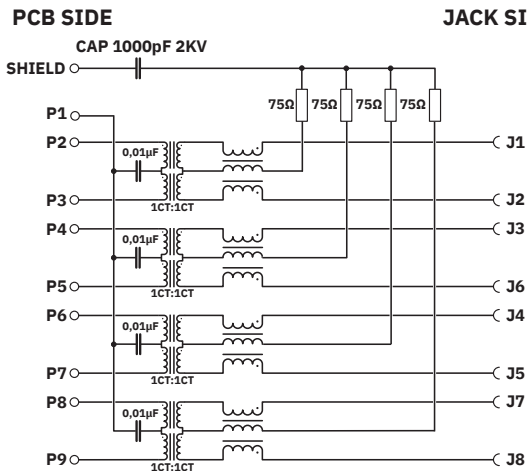 PCB SIDE JACK SI
CAP 1000pF 2KV
SHIELD
75Ω 75Ω 75Ω 75Ω
P1
P2 J1
0,01µF
P3 J2
1CT:1CT
P4 J3
0,01µF
P5 J6
1CT:1CT
P6 J4
0,01µF
P7 J5
1CT:1CT
P8 J7
0,01µF
P9 J8
1CT:1CT